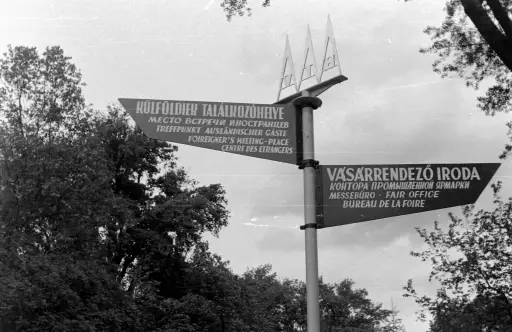 KÜLFÖLDIEK TALÁLKOZÓHELYE
МЕСТО ВСТРЕЧИ ИНОСТРАНЦЕВ
TREFFPUNKT AUSLÄNDISCHER GÄSTE
FOIREIGNER'S MEETING-PLACE
CENTRE DES ETRANGERS
VÁSÁRRENDEZŐ IRODA
КОНТОРА ПРОМЫШЛЕННОЙ ЯРМАРКИ
MESSEBÜRO · FAIR OFFICE
BUREAU DE LA FOIRE